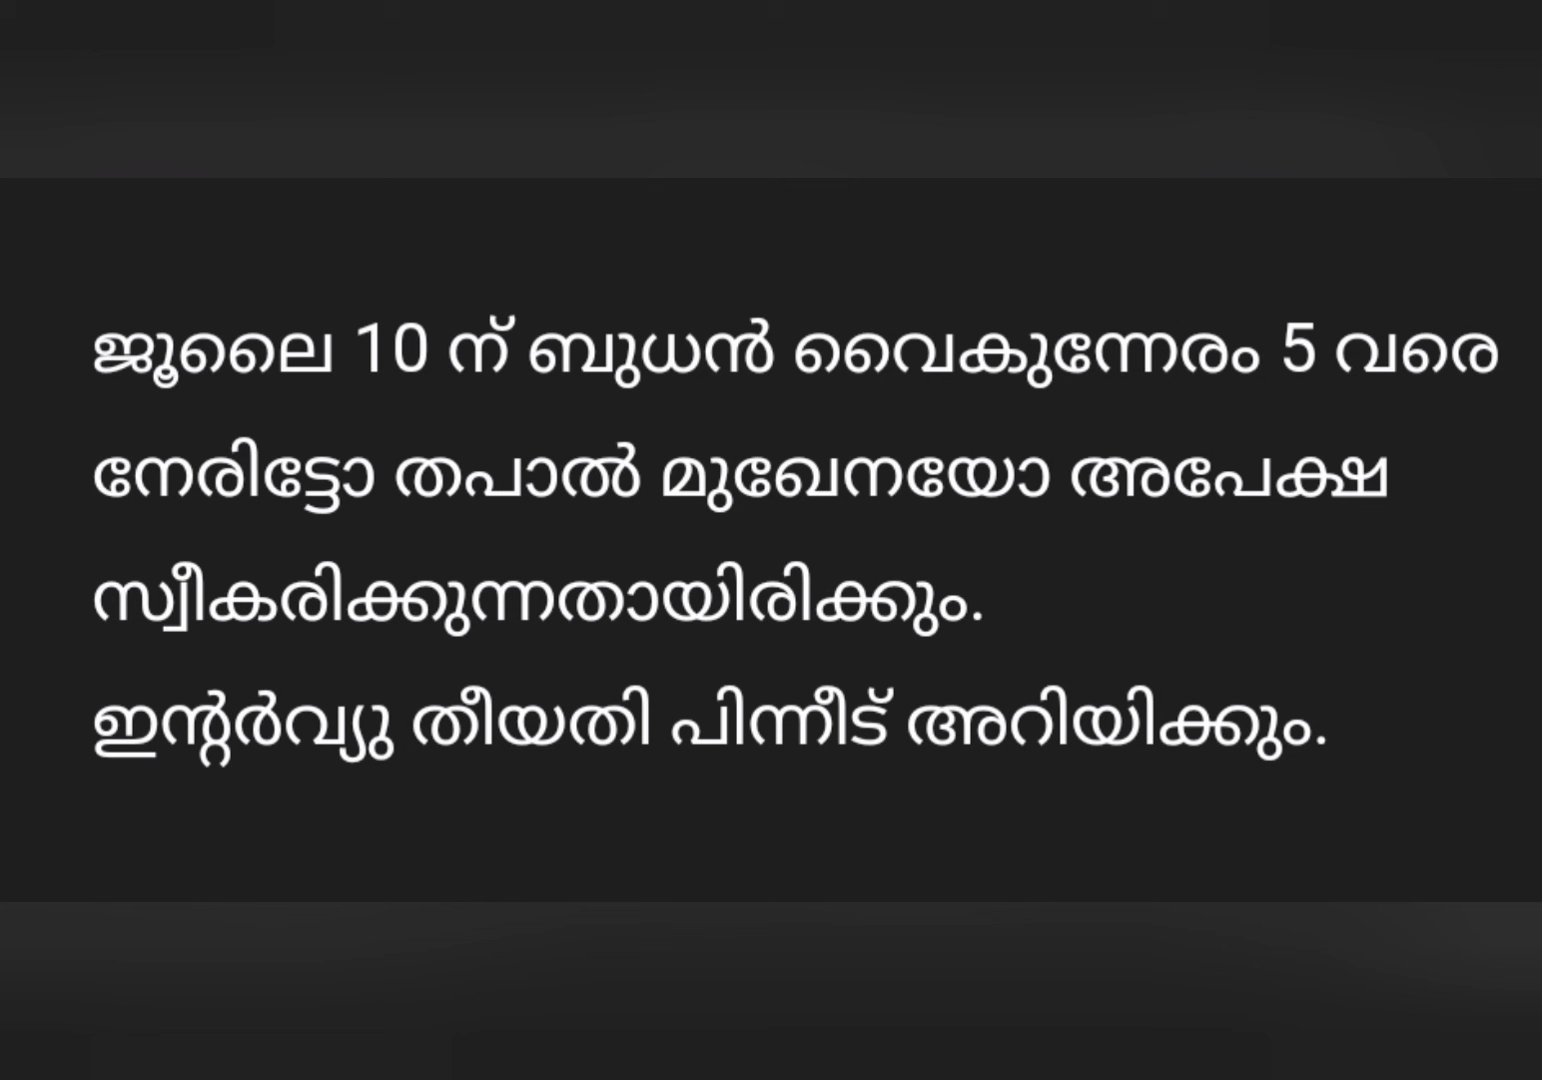 ജൂലൈ 10 ന് ബുധൻ വൈകുന്നേരം 5 വരെ
നേരിട്ടോ തപാൽ മുഖേനയോ അപേക്ഷ
സ്വീകരിക്കുന്നതായിരിക്കും.
ഇന്റർവ്യു തീയതി പിന്നീട് അറിയിക്കും.